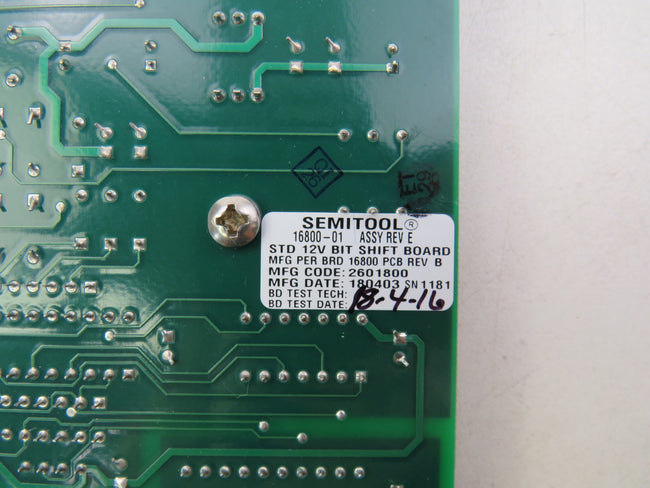 SEMITOOL®
16800-01 ASSY REV E
STD 12V BIT SHIFT BOARD
MFG PER BRD 16800 PCB REV B
MFG CODE: 2601800
MFG DATE: 180403 SN1181
BD TEST TECH:
BD TEST DATE: 18-4-16